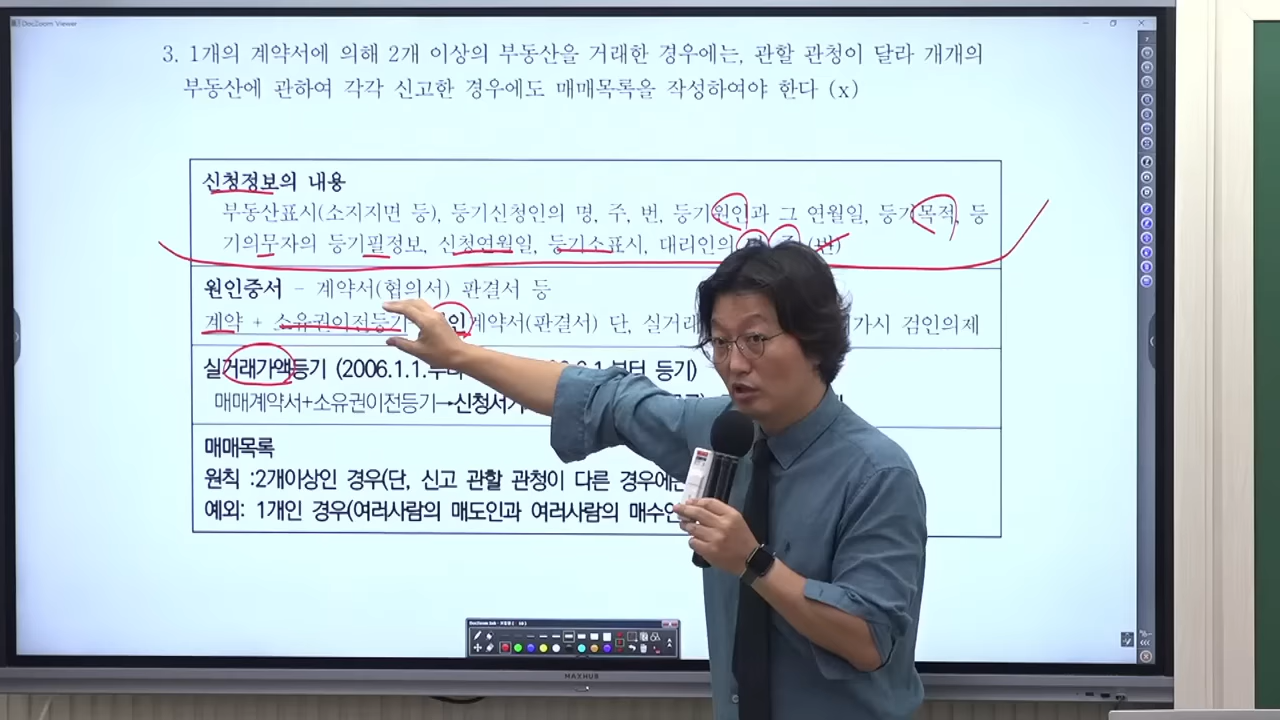 DocZoom Viewer
3. 1개의 계약서에 의해 2개 이상의 부동산을 거래한 경우에는, 관할 관청이 달라 개개의
부동산에 관하여 각각 신고한 경우에도 매매목록을 작성하여야 한다 (x)
신청정보의 내용
부동산표시(소지지면 등), 등기신청인의 명, 주, 번, 등기원인과 그 연월일, 등기목적, 등
기의무자의 등기필정보, 신청연월일, 등기소표시, 대리인의 (번)
원인증서 - 계약서(협의서) 판결서 등
계약 + 소유권이전등기 인계약서(판결서) 단, 실거래 가시 검인의제
실거래가액등기 (2006.1.1.부터 부터 등기)
매매계약서+소유권이전등기→신청서
매매목록
원칙 :2개이상인 경우(단, 신고 관할 관청이 다른 경우에는
예외: 1개인 경우(여러사람의 매도인과 여러사람의 매수인
MAXHUB